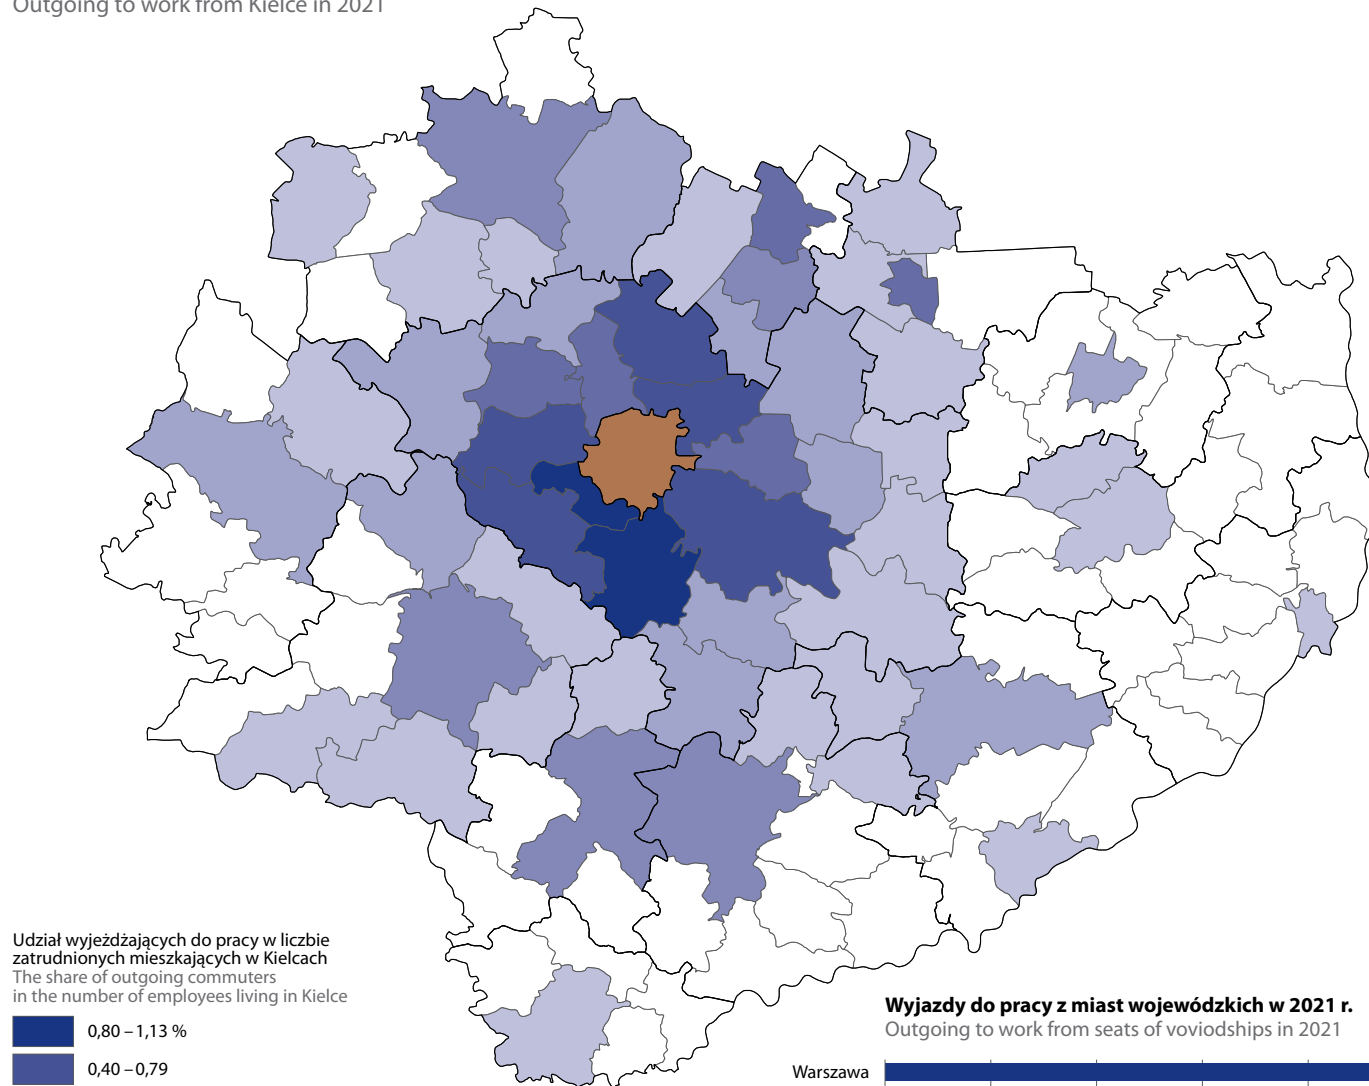 Outgoing to work from Kielce in 2021
Udział wyjeżdżających do pracy w liczbie
zatrudnionych mieszkających w Kielcach
The share of outgoing commuters
in the number of employees living in Kielce
0,80 – 1,13 %
0,40 – 0,79
Wyjazdy do pracy z miast wojewódzkich w 2021 r.
Outgoing to work from seats of voviodships in 2021
Warszawa